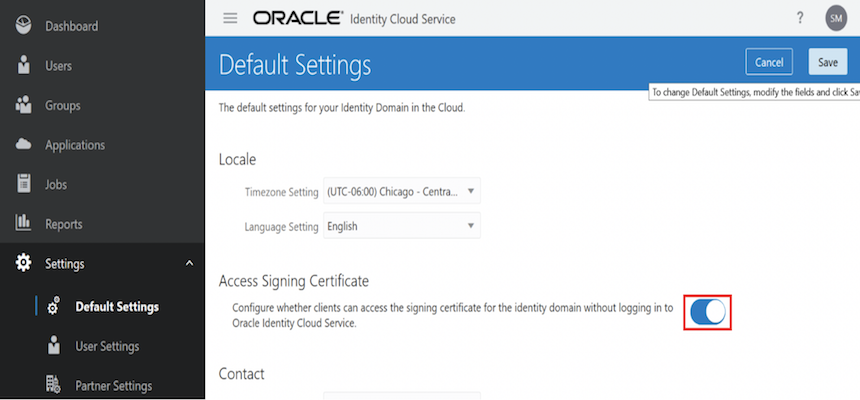 Dashboard
Users
Groups
Applications
Jobs
Reports
Settings
Default Settings
User Settings
Partner Settings
ORACLE® Identity Cloud Service
?
SM
Default Settings
Cancel
Save
To change Default Settings, modify the fields and click Sa
The default settings for your Identity Domain in the Cloud.
Locale
Timezone Setting
(UTC-06:00) Chicago - Centra...
Language Setting
English
Access Signing Certificate
Configure whether clients can access the signing certificate for the identity domain without logging in to
Oracle Identity Cloud Service.
Contact